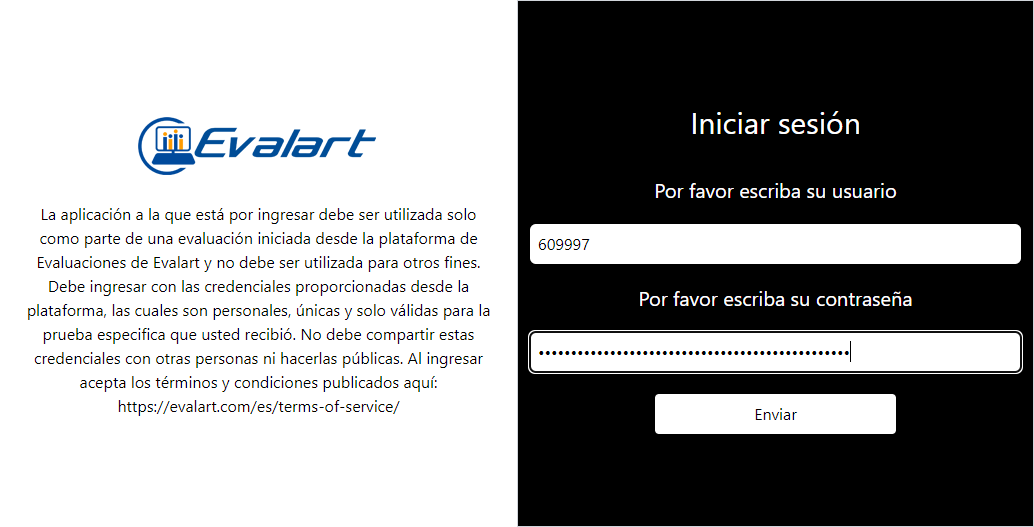 Evalart
La aplicación a la que está por ingresar debe ser utilizada solo
como parte de una evaluación iniciada desde la plataforma de
Evaluaciones de Evalart y no debe ser utilizada para otros fines.
Debe ingresar con las credenciales proporcionadas desde la
plataforma, las cuales son personales, únicas y solo válidas para la
prueba especifica que usted recibió. No debe compartir estas
credenciales con otras personas ni hacerlas públicas. Al ingresar
acepta los términos y condiciones publicados aquí:
https://evalart.com/es/terms-of-service/
Iniciar sesión
Por favor escriba su usuario
609997
Por favor escriba su contraseña
Enviar